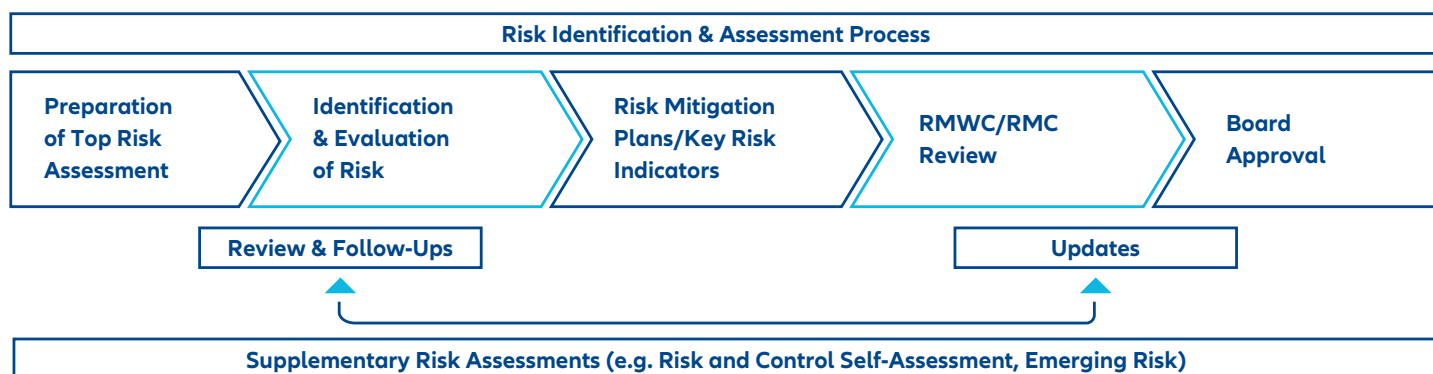 Risk Identification & Assessment Process
Preparation
of Top Risk
Assessment
Identification
& Evaluation
of Risk
Risk Mitigation
Plans/Key Risk
Indicators
RMWC/RMC
Review
Board
Approval
Review & Follow-Ups
Updates
Supplementary Risk Assessments (e.g. Risk and Control Self-Assessment, Emerging Risk)